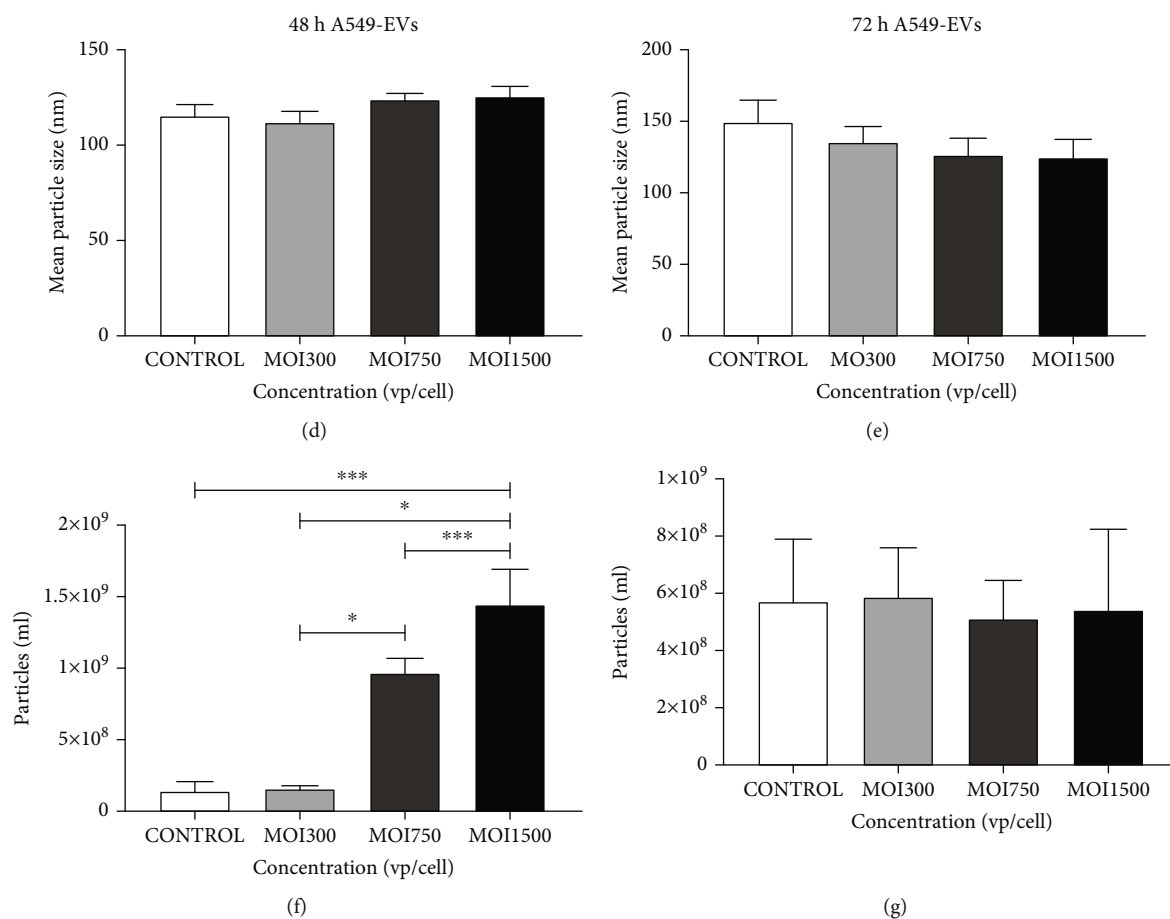 48 h A549-EVs
Mean particle size (nm)
150
100
50
0
CONTROL MOI300 MOI750 MOI1500
Concentration (vp/cell)
(d)
72 h A549-EVs
Mean particle size (nm)
200
150
100
50
0
CONTROL MO300 MOI750 MOI1500
Concentration (vp/cell)
(e)
***
*
***
*
Particles (ml)
2×10⁹
1.5×10⁹
1×10⁹
5×10⁸
0
CONTROL MOI300 MOI750 MOI1500
Concentration (vp/cell)
(f)
Particles (ml)
1×10⁹
8×10⁸
6×10⁸
4×10⁸
2×10⁸
0
CONTROL MOI300 MOI750 MOI1500
Concentration (vp/cell)
(g)